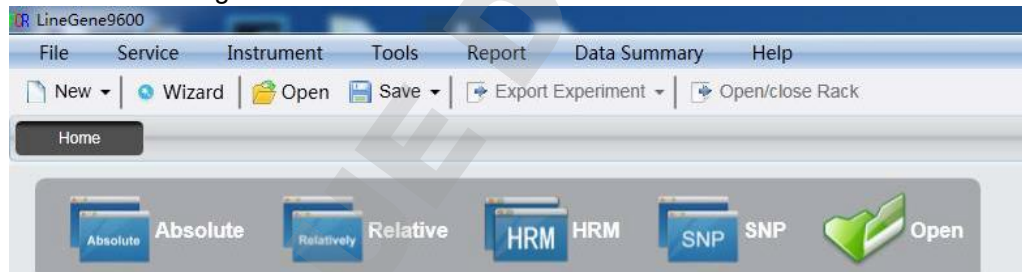 LineGene9600
File Service Instrument Tools Report Data Summary Help
New Wizard Open Save Export Experiment Open/close Rack
Home
Absolute Absolute Relatively Relative HRM HRM SNP SNP Open